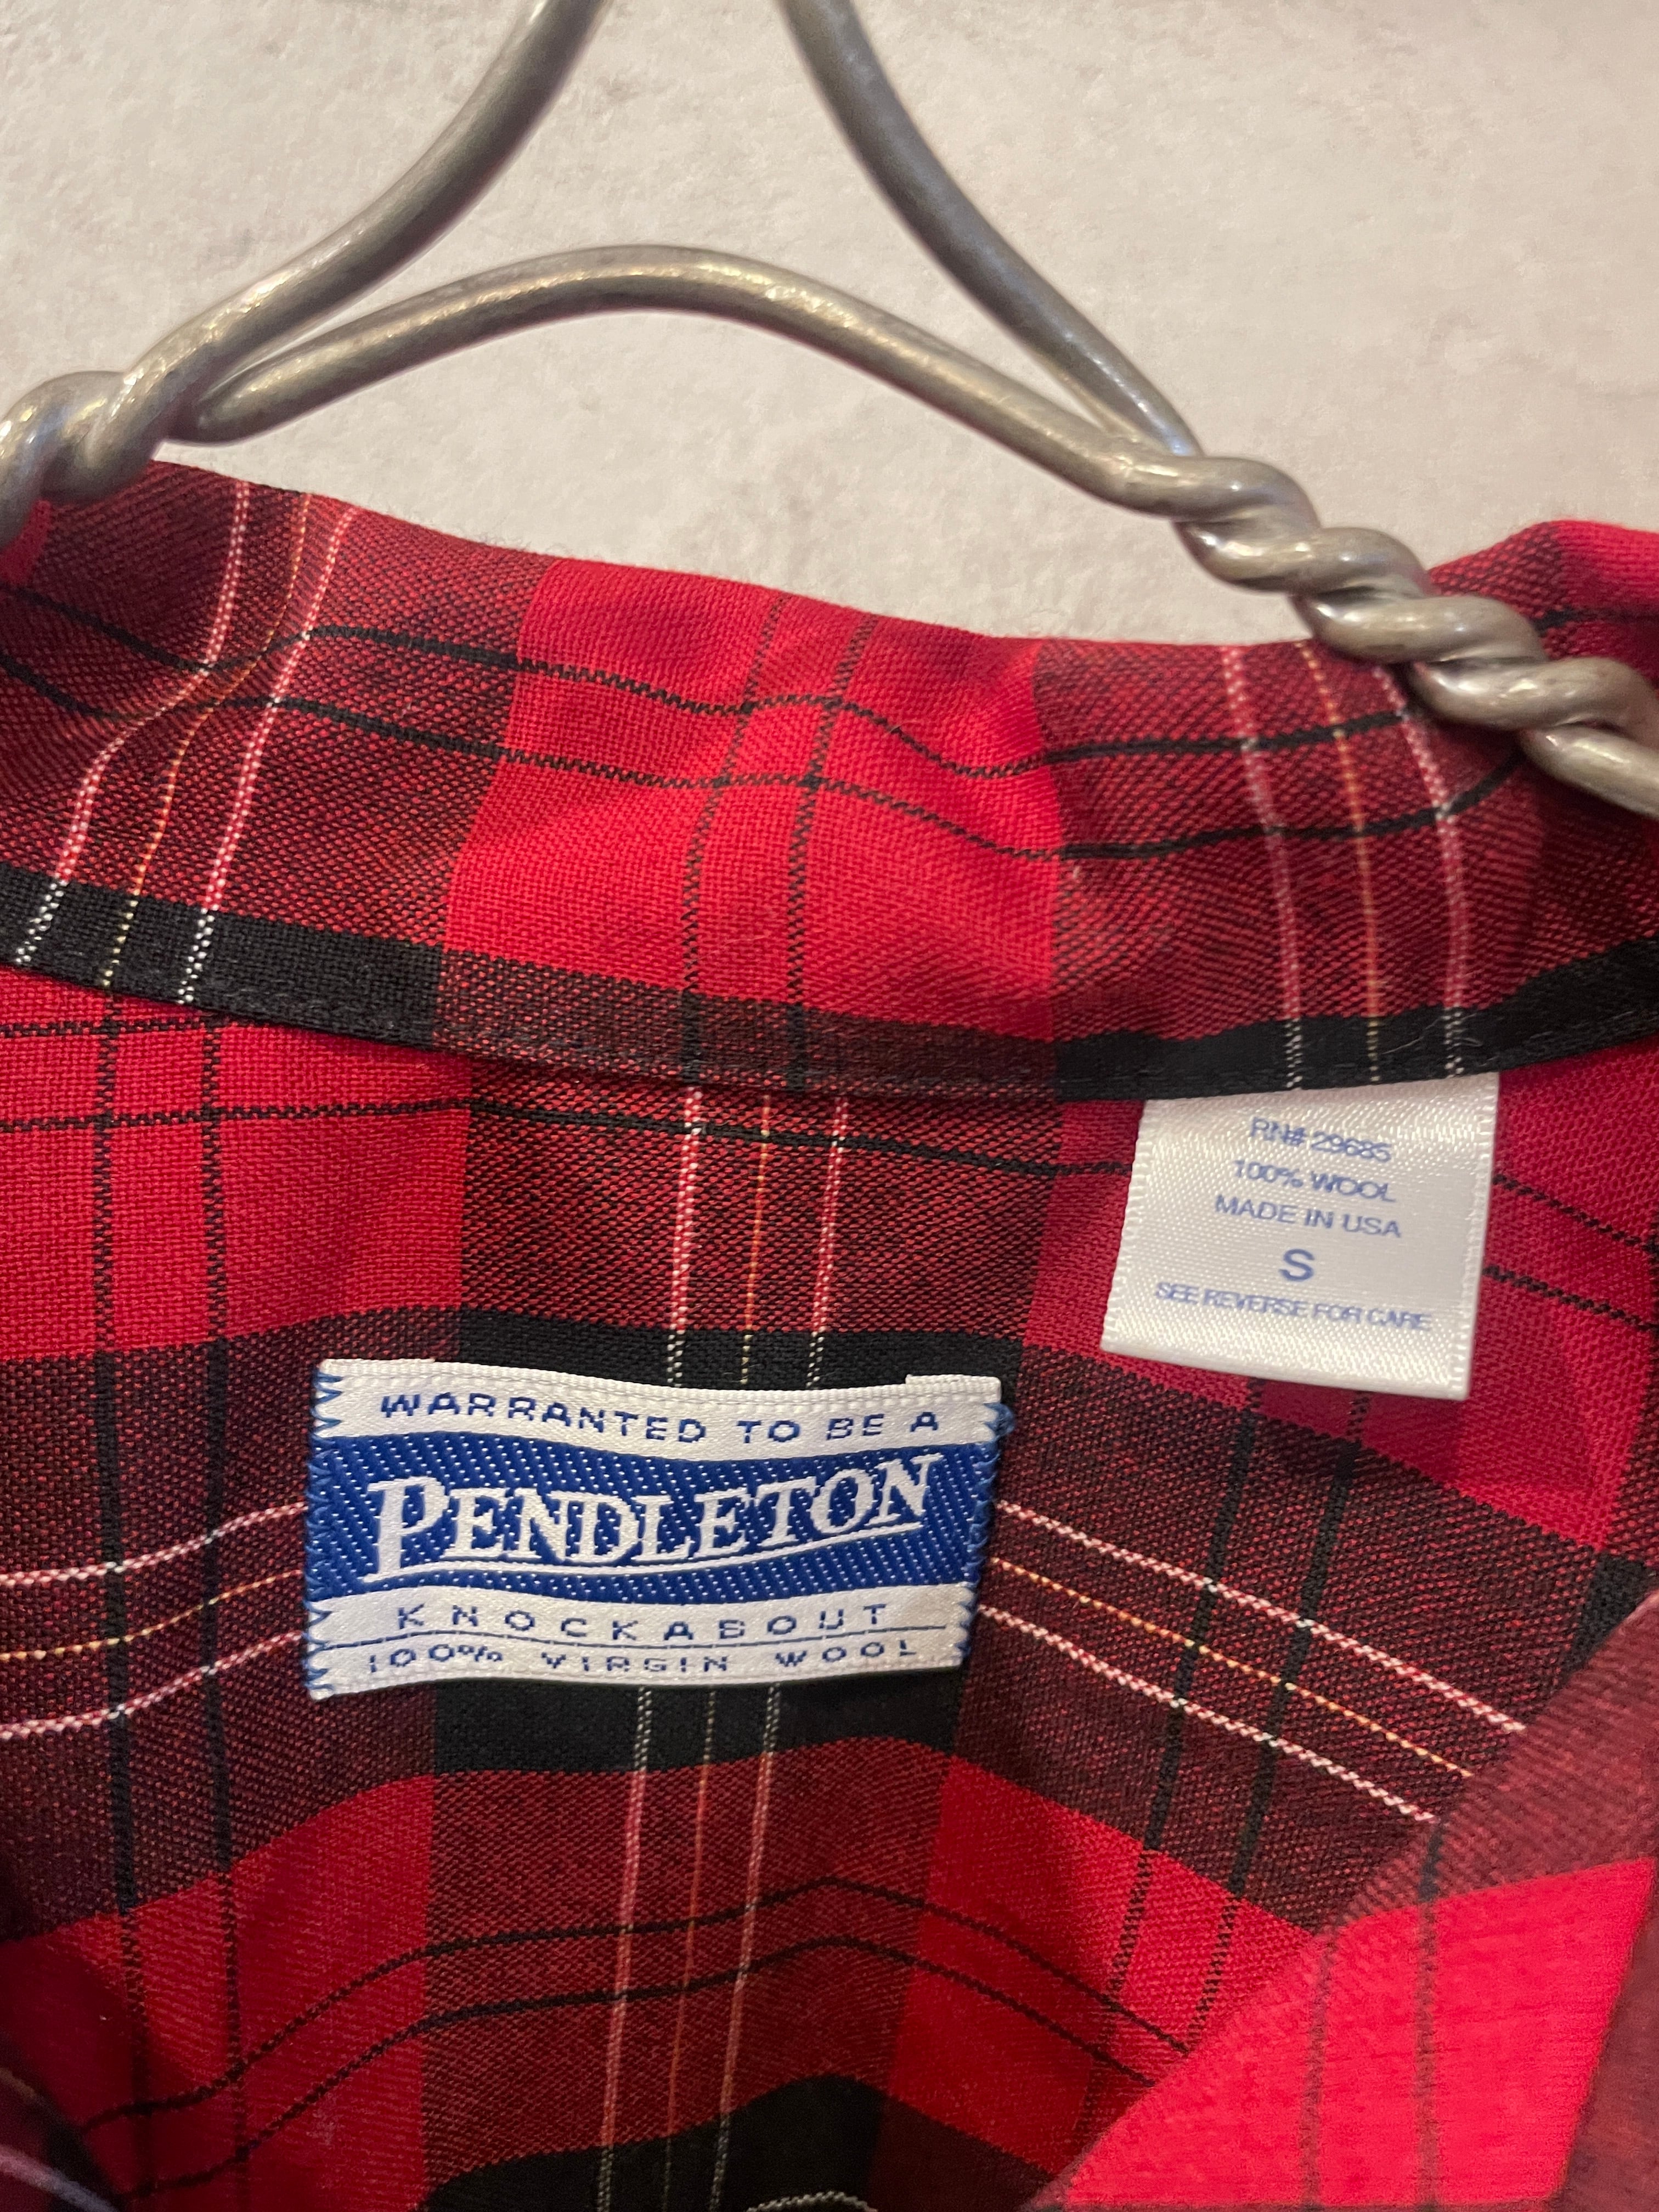 RN# 29685
100% WOOL
MADE IN USA
S
SEE REVERSE FOR CARE
WARRANTED TO BE A
PENDLETON
KNOCKABOUT
100% VIRGIN WOOL